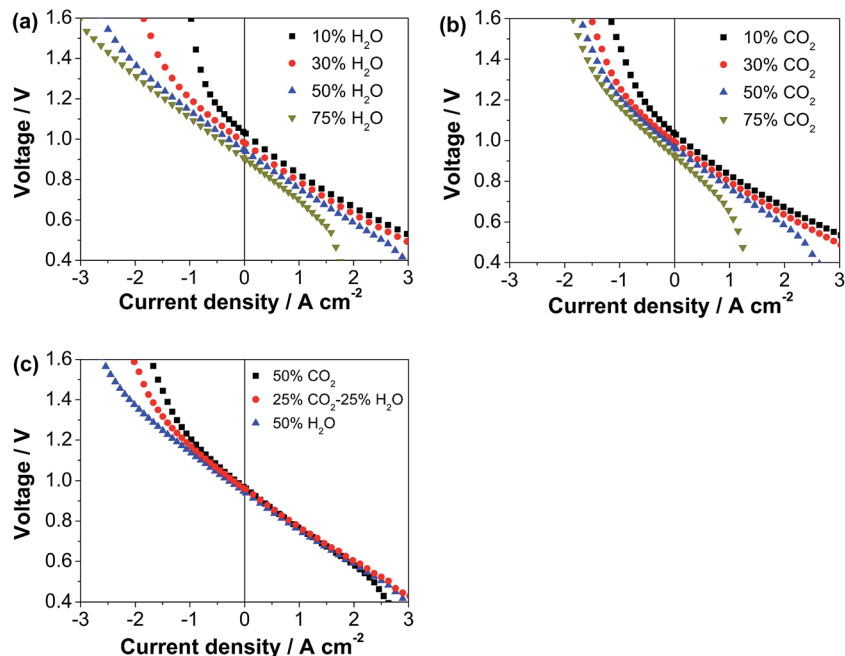 (a)
1.6
1.4
1.2
1.0
0.8
0.6
0.4
Voltage / V
10% H₂O
30% H₂O
50% H₂O
75% H₂O
-3 -2 -1 0 1 2 3
Current density / A cm⁻²
(b)
1.6
1.4
1.2
1.0
0.8
0.6
0.4
Voltage / V
10% CO₂
30% CO₂
50% CO₂
75% CO₂
-3 -2 -1 0 1 2 3
Current density / A cm⁻²
(c)
1.6
1.4
1.2
1.0
0.8
0.6
0.4
Voltage / V
50% CO₂
25% CO₂-25% H₂O
50% H₂O
-3 -2 -1 0 1 2 3
Current density / A cm⁻²